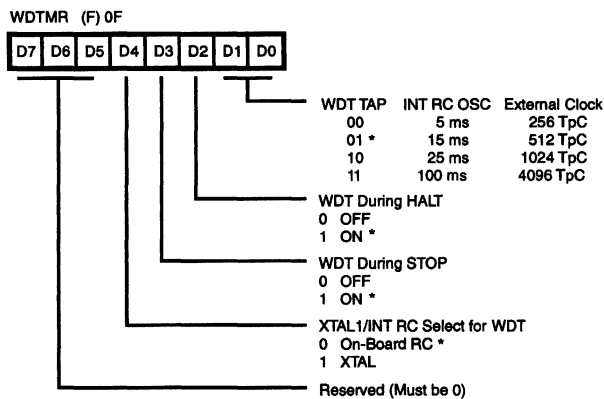 WDTMR (F) 0F
D7 D6 D5 D4 D3 D2 D1 D0
WDT TAP INT RC OSC External Clock
00 5 ms 256 TpC
01 * 15 ms 512 TpC
10 25 ms 1024 TpC
11 100 ms 4096 TpC
WDT During HALT
0 OFF
1 ON *
WDT During STOP
0 OFF
1 ON *
XTAL1/INT RC Select for WDT
0 On-Board RC *
1 XTAL
Reserved (Must be 0)